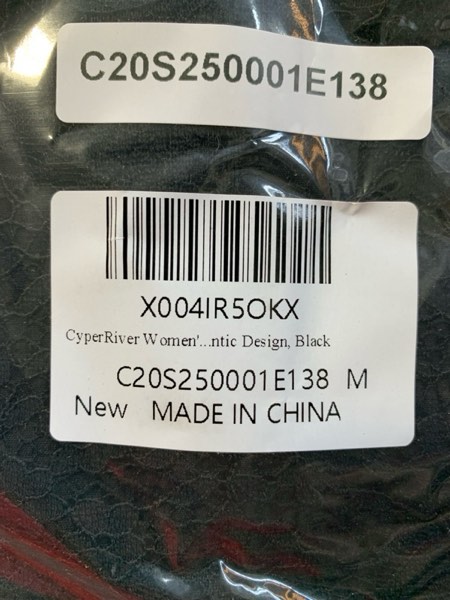 C20S250001E138
X004IR5OKX
CyperRiver Women'...ntic Design, Black
C20S250001E138 M
New MADE IN CHINA